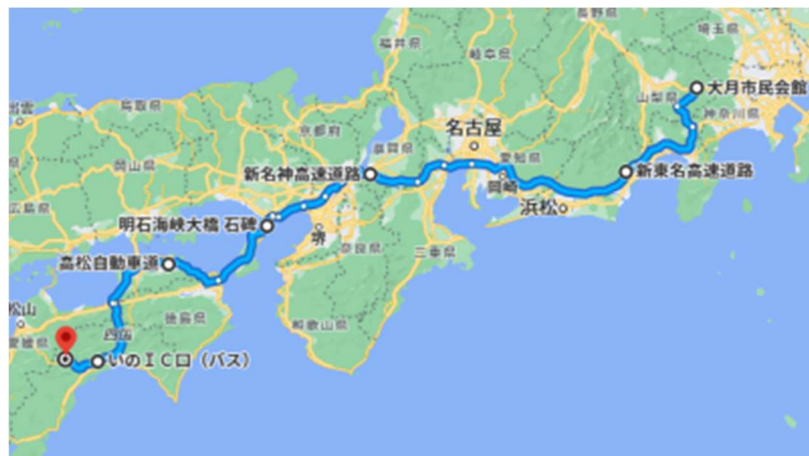 福井県
長野県
埼玉県
岐阜県
鳥取県
山梨県
大月市民会館
神奈川県
京都府
名古屋
滋賀県
愛知県
岡山県
新名神高速道路
岡崎
新東名高速道路
広島県
明石海峡大橋 石碑
浜松
堺
奈良県
三重県
高松自動車道
松山
徳島県
和歌山県
愛媛県
いのIC口(バス)